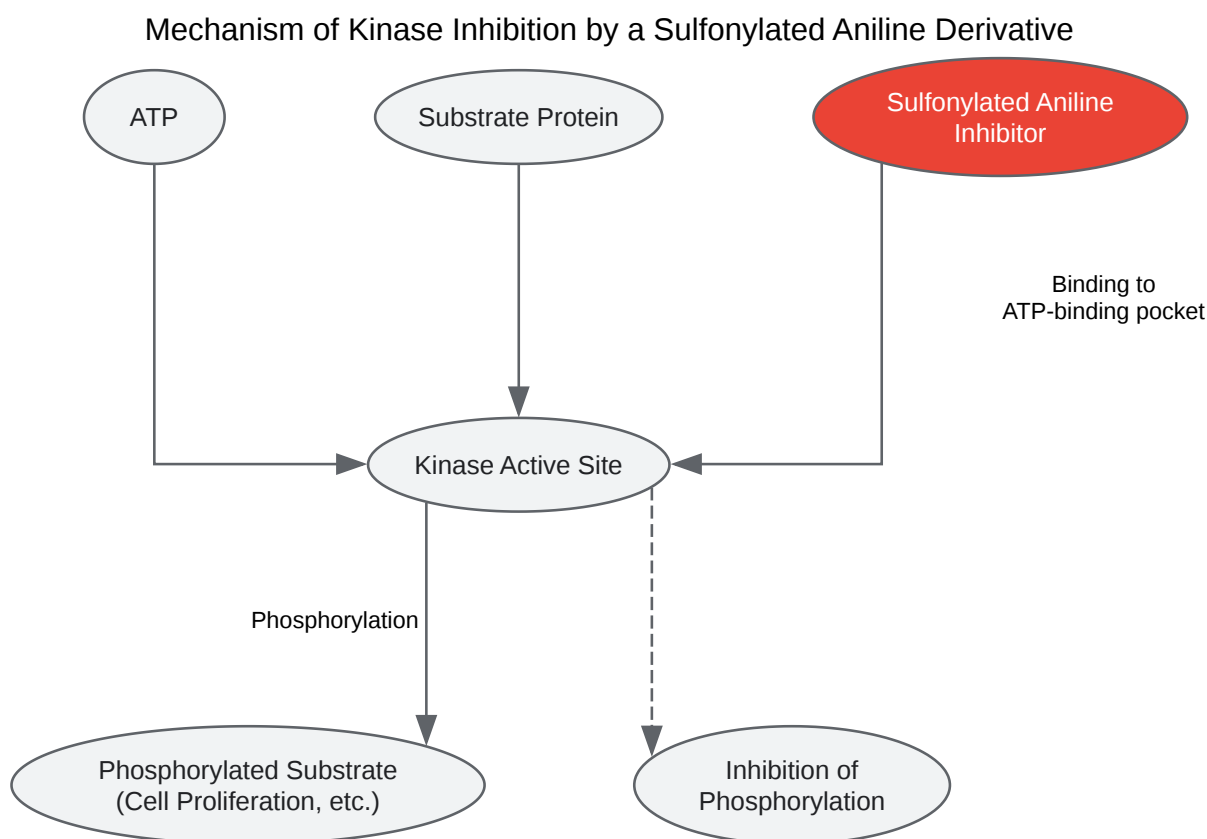 Mechanism of Kinase Inhibition by a Sulfonylated Aniline Derivative
ATP
Substrate Protein
Sulfonylated Aniline
Inhibitor
Binding to
ATP-binding pocket
Kinase Active Site
Phosphorylation
Phosphorylated Substrate
(Cell Proliferation, etc.)
Inhibition of
Phosphorylation